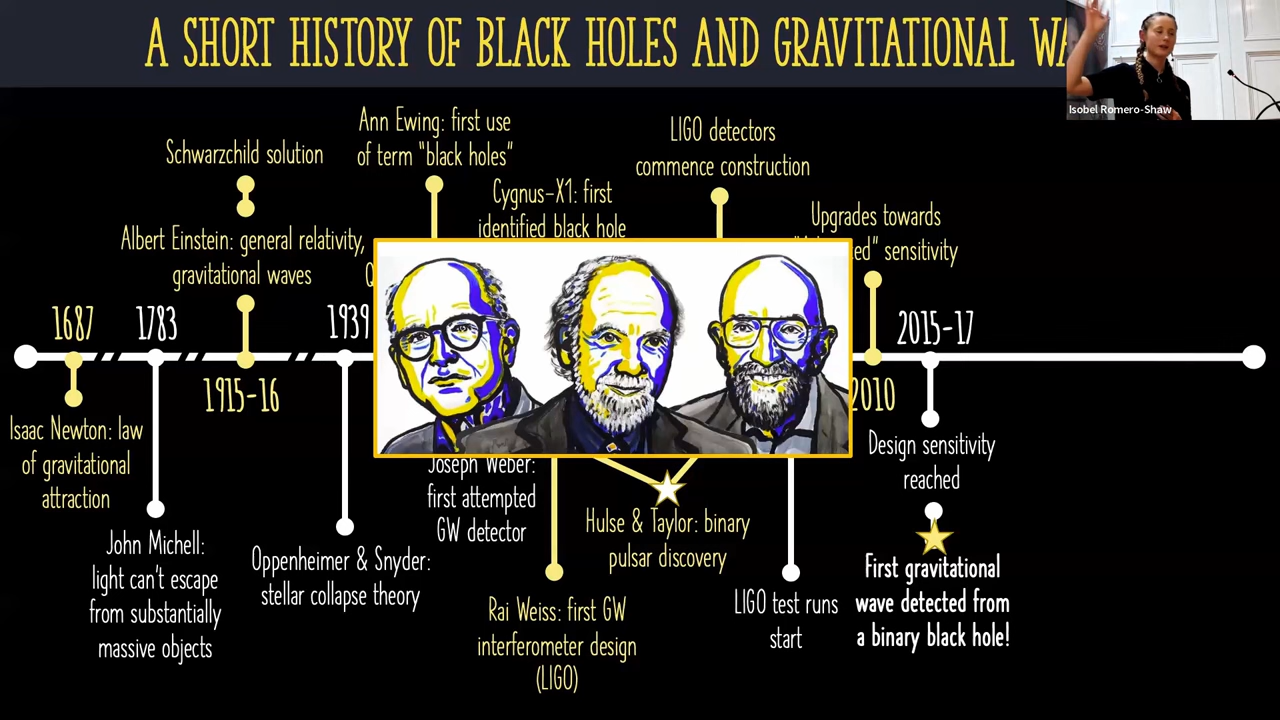 A SHORT HISTORY OF BLACK HOLES AND GRAVITATIONAL
Isobel Romero-Shaw
Ann Ewing: first use
of term "black holes"
LIGO detectors
commence construction
Schwarzchild solution
Cygnus-X1: first
identified black hole
Upgrades towards
sensitivity
Albert Einstein: general relativity,
gravitational waves
1687
1783
1939
2015-17
1915-16
2010
Isaac Newton: law
of gravitational
attraction
Design sensitivity
reached
Joseph Weber:
first attempted
GW detector
Hulse & Taylor: binary
pulsar discovery
John Michell:
light can't escape
from substantially
massive objects
Oppenheimer & Snyder:
stellar collapse theory
First gravitational
wave detected from
a binary black hole!
Rai Weiss: first GW
interferometer design
(LIGO)
LIGO test runs
start